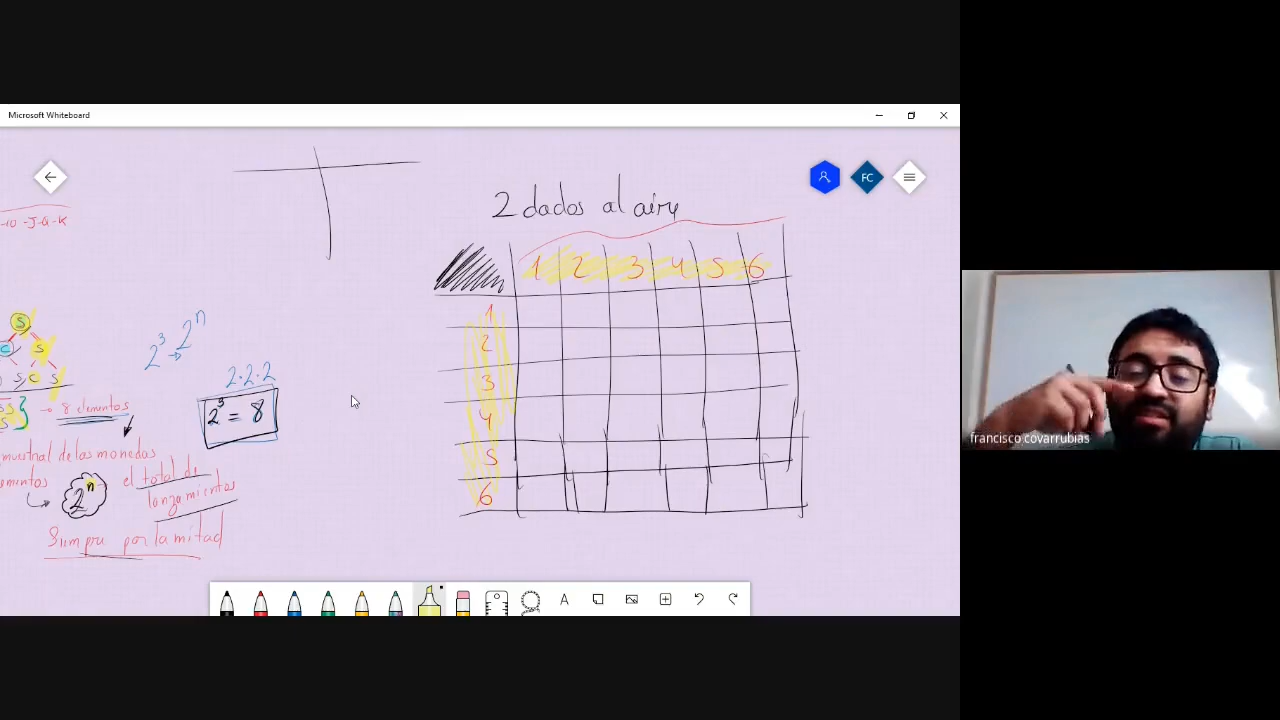 Microsoft Whiteboard
FC
-10-J-Q-K
2 dados al aire
1 2 3 4 5 6
1
2
3
4
5
6
S
C S
S C S
2³ → 2ⁿ
2·2·2
2³ = 8
→ 8 elementos
S
muestral de las monedas
2ⁿ
el total de
lanzamientos
Siempre por la mitad
A
francisco covarrubias